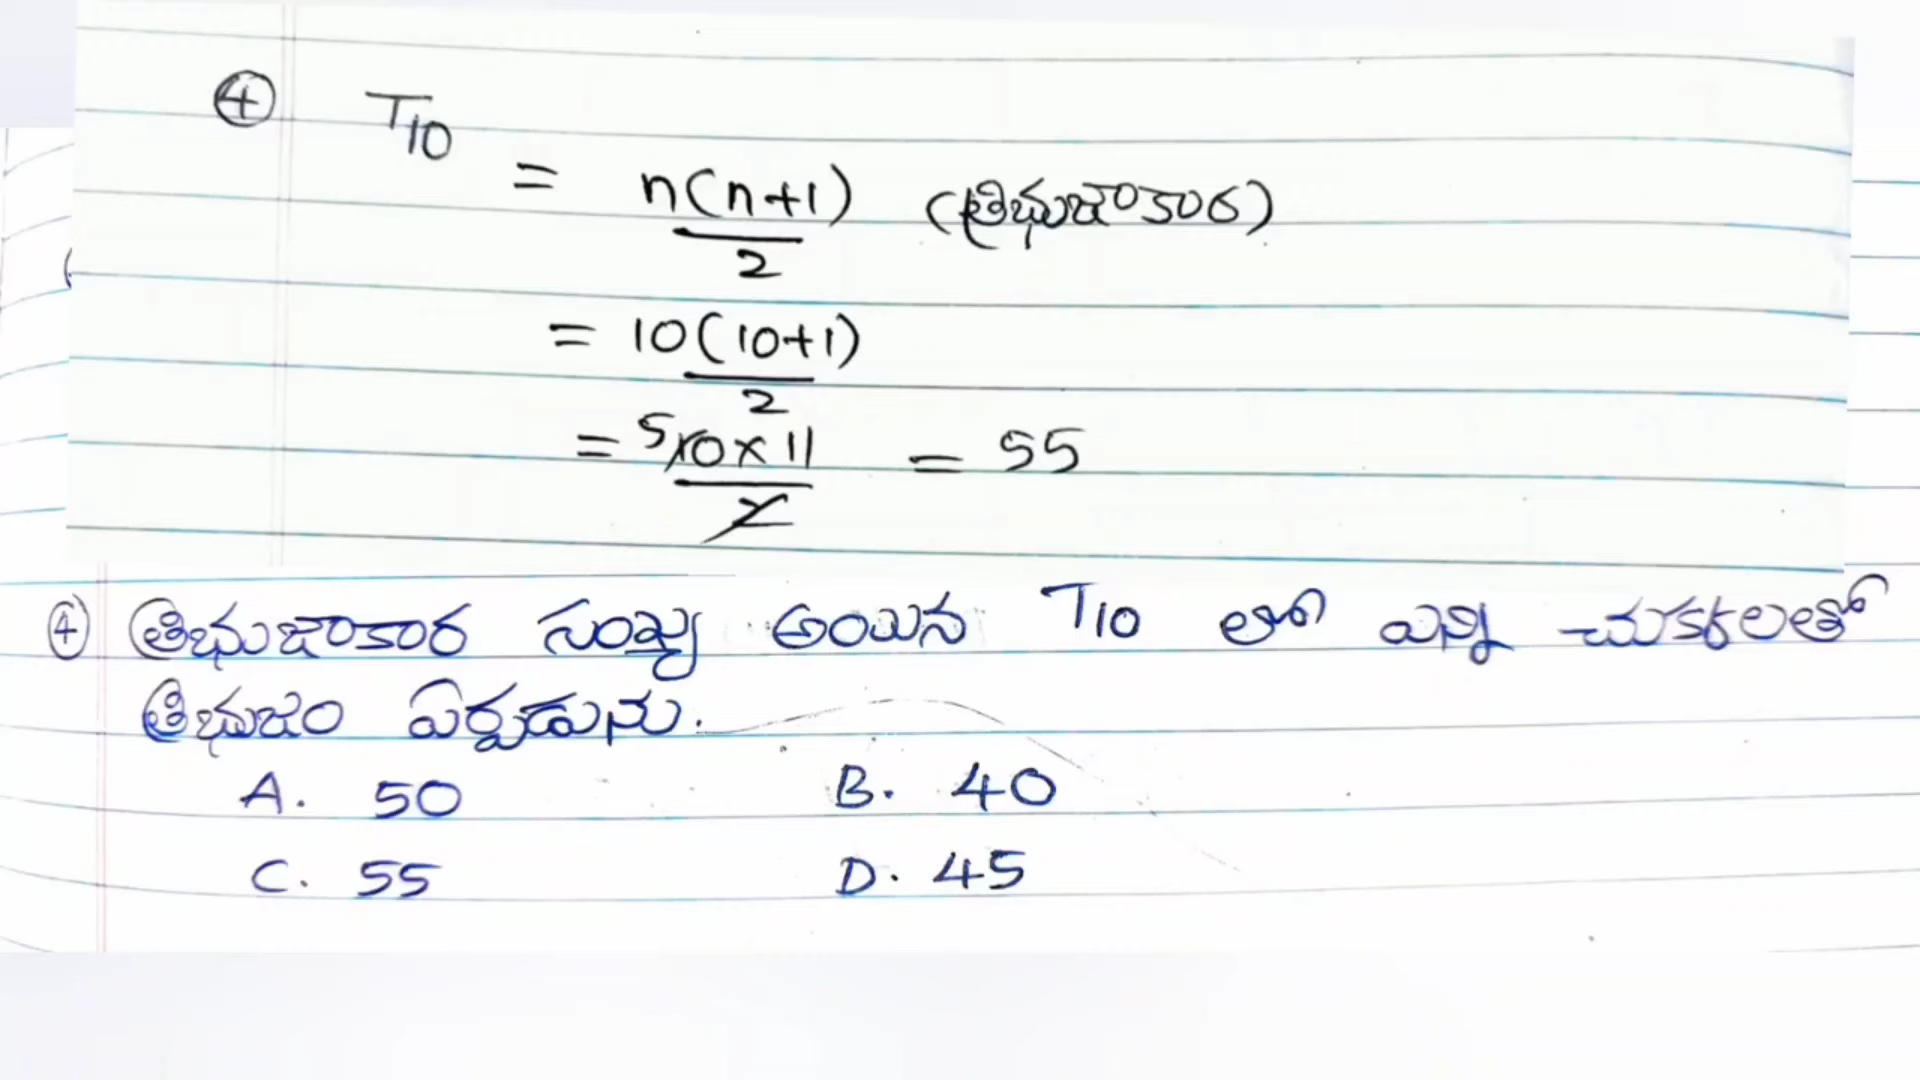 ④ T10
= n(n+1)/2 (త్రిభుజాకార)
= 10(10+1)/2
= 5 10×11/2 = 55
④ త్రిభుజాకార సంఖ్య అయిన T10 లో ఎన్ని చుక్కలతో
త్రిభుజం ఏర్పడును.
A. 50 B. 40
C. 55 D. 45